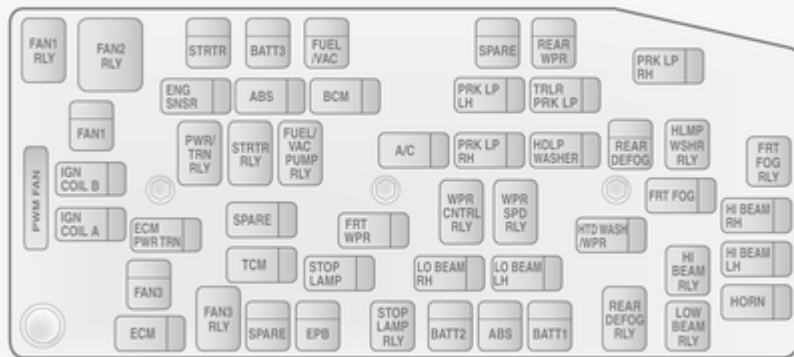 FAN1
RLY
FAN2
RLY
STRTR
BATT3
FUEL
/VAC
SPARE
REAR
WPR
PRK LP
RH
ENG
SNSR
ABS
BCM
PRK LP
LH
TRLR
PRK LP
FAN1
PWR/
TRN
RLY
STRTR
RLY
FUEL/
VAC
PUMP
RLY
A/C
PRK LP
RH
HDLP
WASHER
REAR
DEFOG
HLMP
WSHR
RLY
FRT
FOG
RLY
PWM FAN
IGN
COIL B
IGN
COIL A
ECM
PWR TRN
SPARE
FRT
WPR
WPR
CNTRL
RLY
WPR
SPD
RLY
FRT FOG
HTD WASH
/WPR
HI BEAM
RH
HI BEAM
LH
HI
BEAM
RLY
TCM
STOP
LAMP
LO BEAM
RH
LO BEAM
LH
FAN3
HORN
ECM
FAN3
RLY
SPARE
EPB
STOP
LAMP
RLY
BATT2
ABS
BATT1
REAR
DEFOG
RLY
LOW
BEAM
RLY